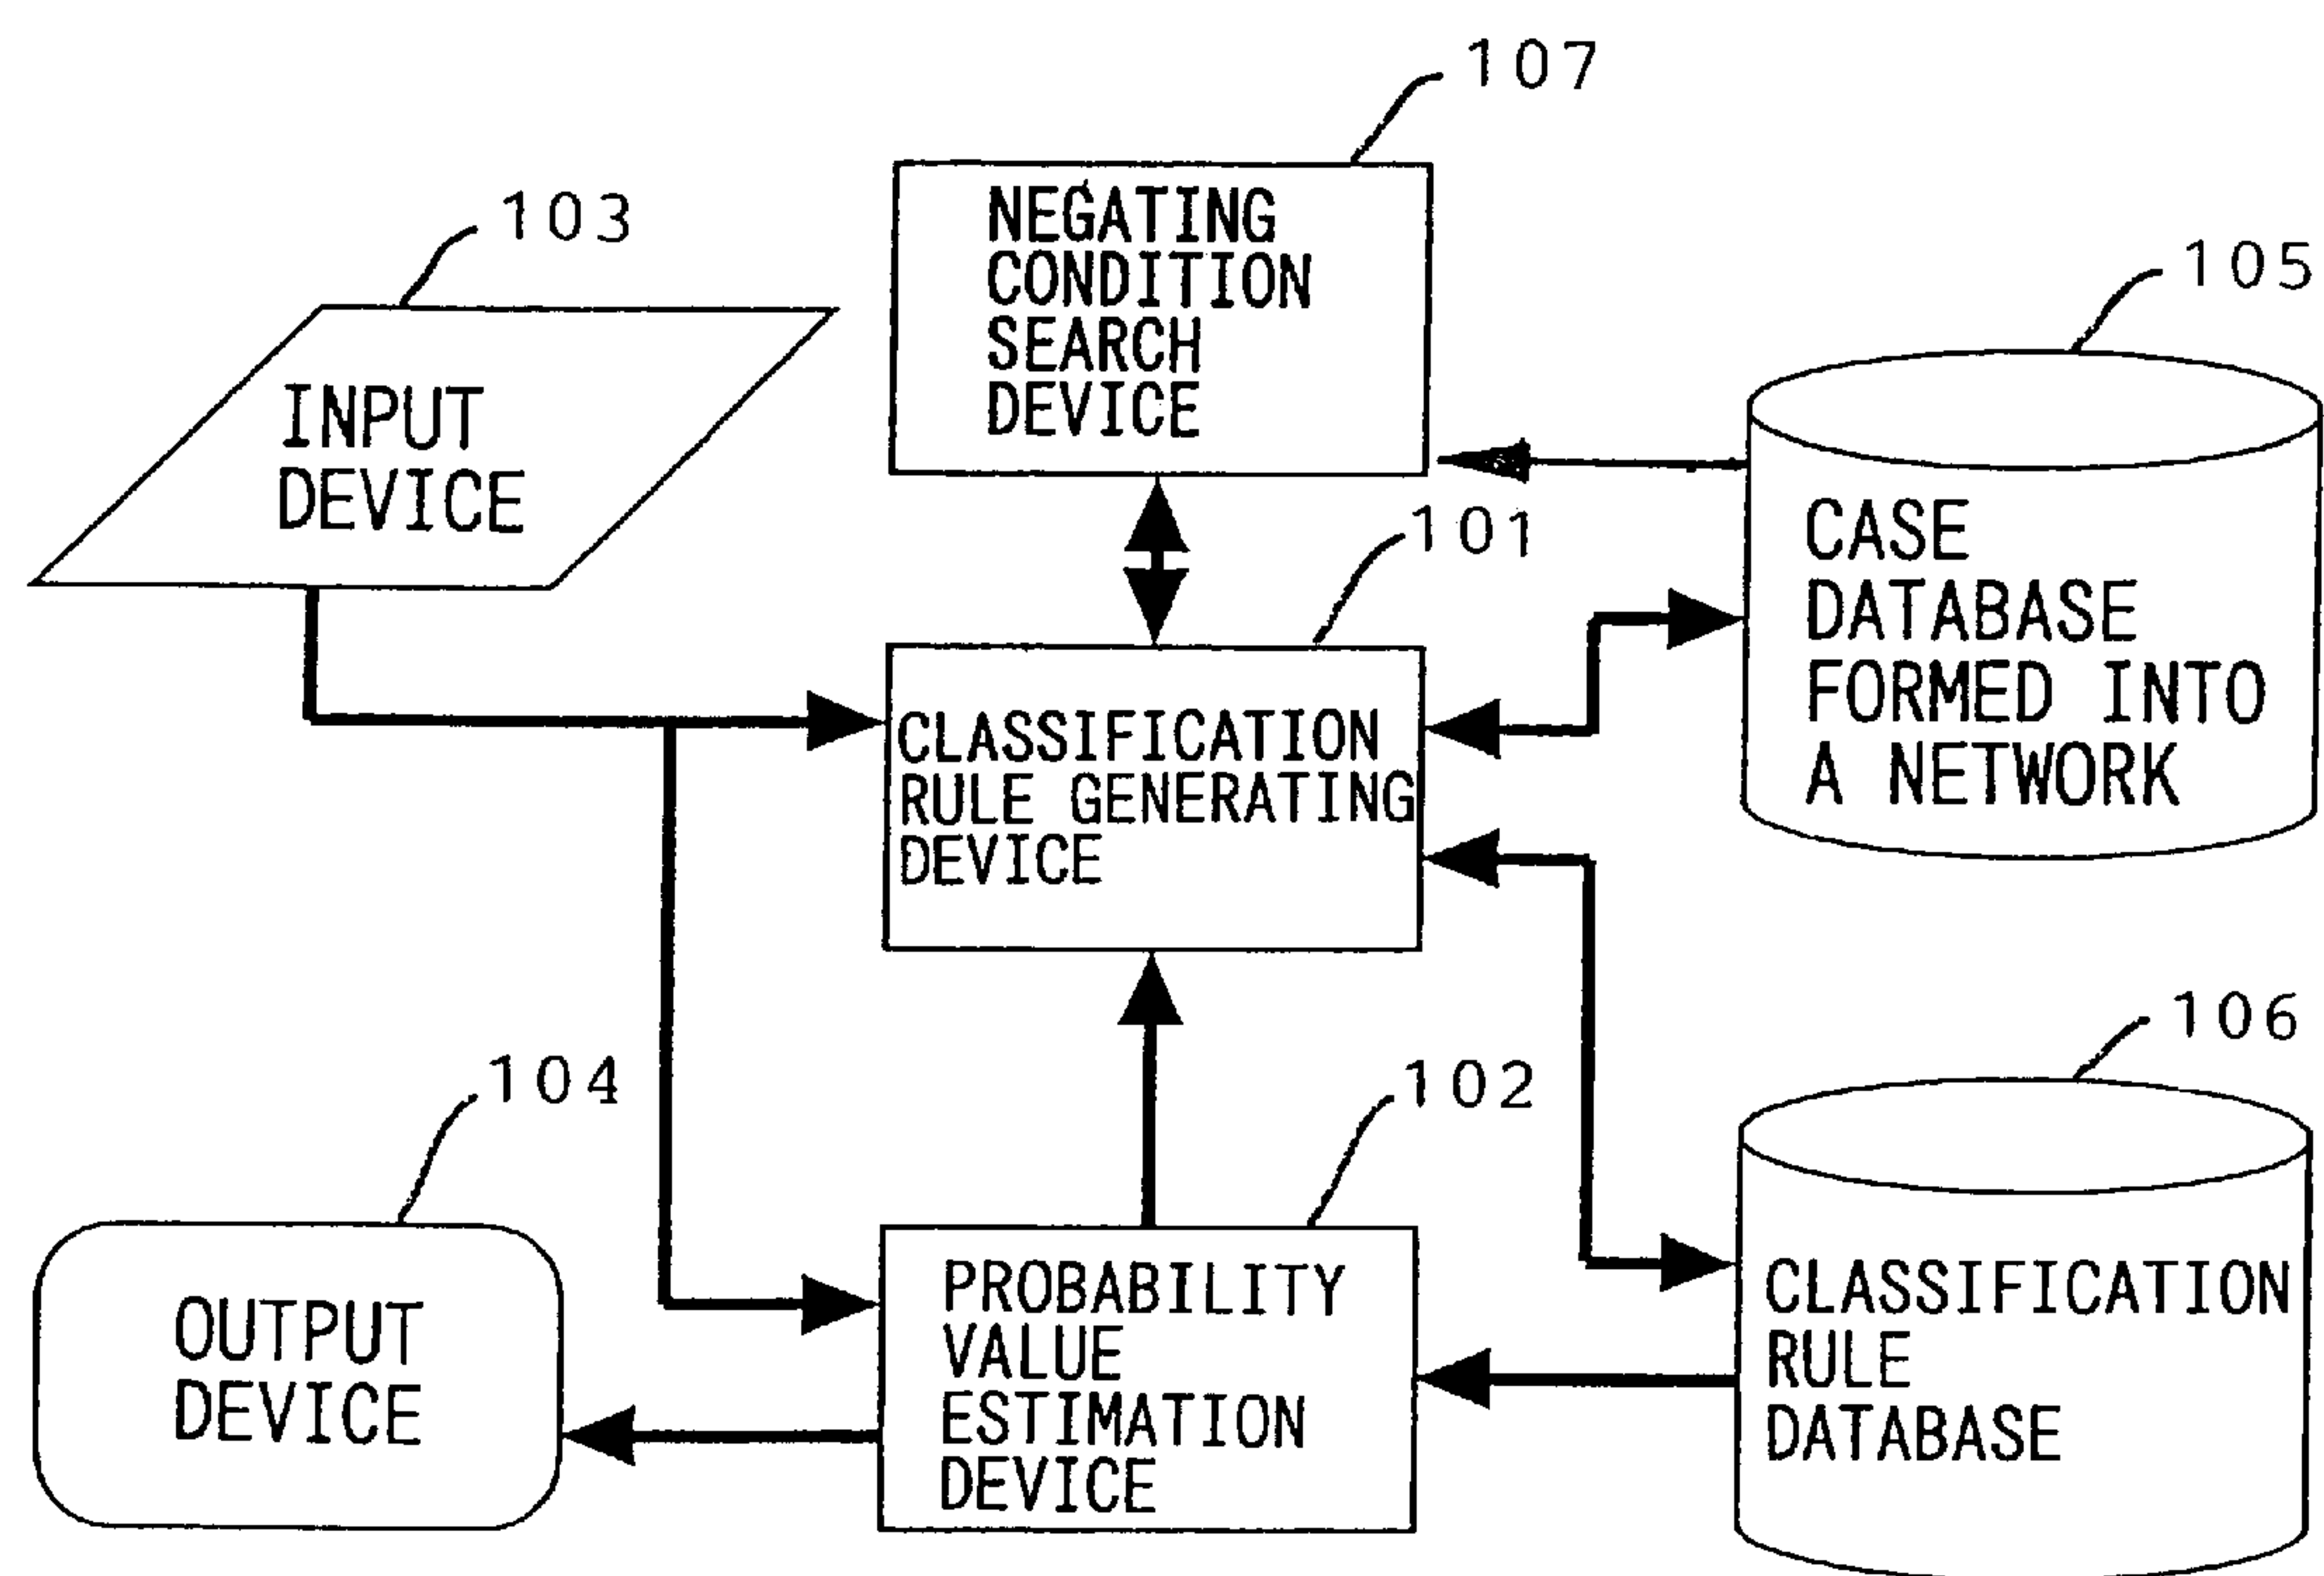 107
NEGATING
CONDITION
SEARCH
DEVICE
103
INPUT
DEVICE
105
CASE
DATABASE
FORMED INTO
A NETWORK
101
CLASSIFICATION
RULE GENERATING
DEVICE
106
CLASSIFICATION
RULE
DATABASE
104
OUTPUT
DEVICE
102
PROBABILITY
VALUE
ESTIMATION
DEVICE